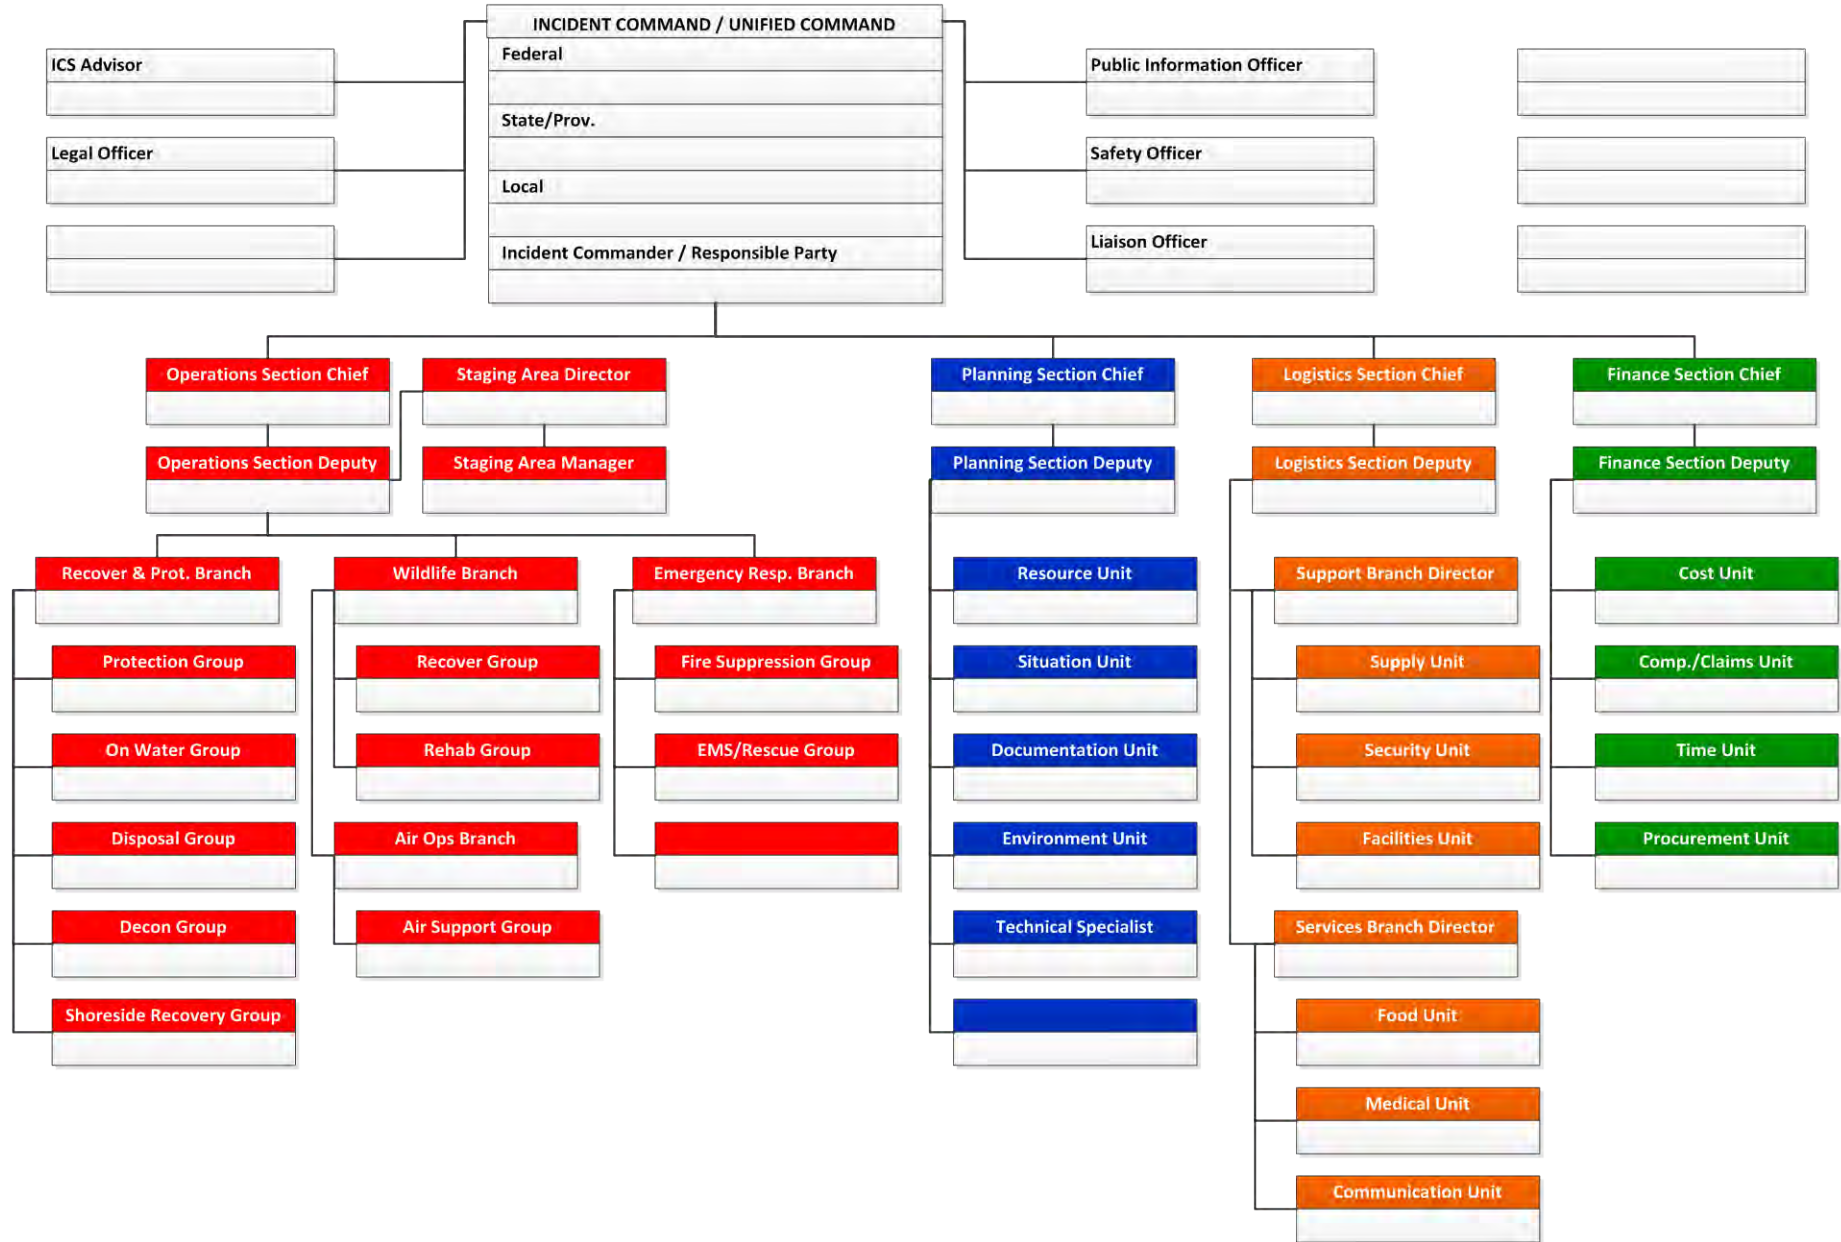 INCIDENT COMMAND / UNIFIED COMMAND
Federal
State/Prov.
Local
Incident Commander / Responsible Party
ICS Advisor
Legal Officer
Public Information Officer
Safety Officer
Liaison Officer
Operations Section Chief
Staging Area Director
Operations Section Deputy
Staging Area Manager
Recover & Prot. Branch
Protection Group
On Water Group
Disposal Group
Decon Group
Shoreside Recovery Group
Wildlife Branch
Recover Group
Rehab Group
Air Ops Branch
Air Support Group
Emergency Resp. Branch
Fire Suppression Group
EMS/Rescue Group
Planning Section Chief
Planning Section Deputy
Resource Unit
Situation Unit
Documentation Unit
Environment Unit
Technical Specialist
Logistics Section Chief
Logistics Section Deputy
Support Branch Director
Supply Unit
Security Unit
Facilities Unit
Services Branch Director
Food Unit
Medical Unit
Communication Unit
Finance Section Chief
Finance Section Deputy
Cost Unit
Comp./Claims Unit
Time Unit
Procurement Unit